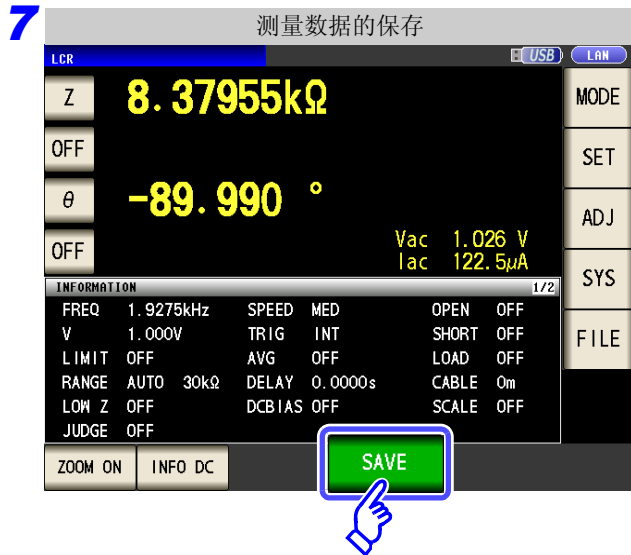 7
测量数据的保存
LCR USB LAN
Z 8.37955kΩ MODE
OFF SET
θ -89.990 ° ADJ
OFF Vac 1.026 V
Iac 122.5μA SYS
INFORMATION 1/2
FREQ 1.9275kHz SPEED MED OPEN OFF
V 1.000V TRIG INT SHORT OFF FILE
LIMIT OFF AVG OFF LOAD OFF
RANGE AUTO 30kΩ DELAY 0.0000s CABLE 0m
LOW Z OFF DCBIAS OFF SCALE OFF
JUDGE OFF
ZOOM ON INFO DC SAVE